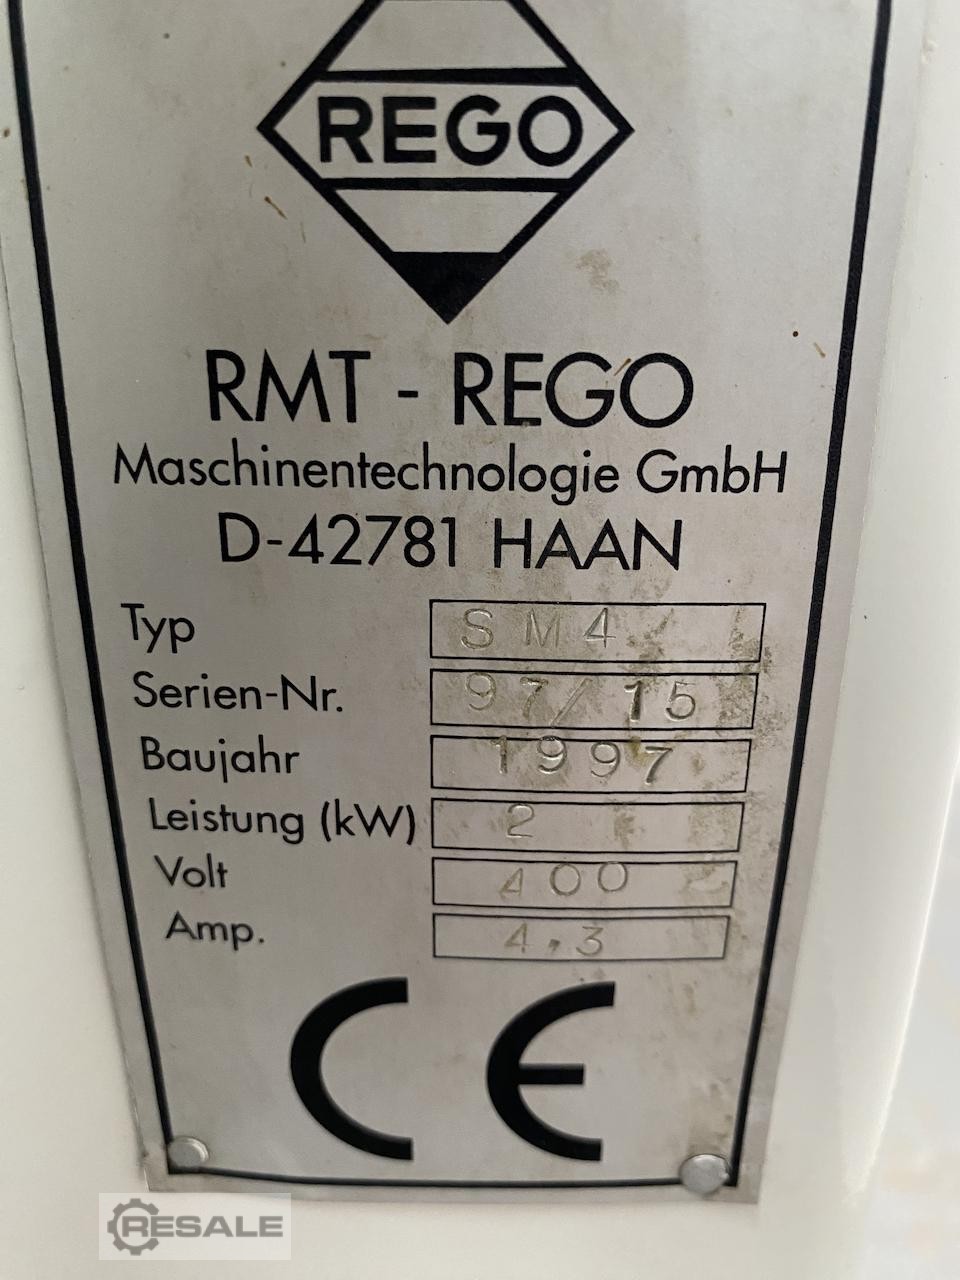 REGO
RMT - REGO
Maschinentechnologie GmbH
D-42781 HAAN
Typ SM4
Serien-Nr. 97/15
Baujahr 1997
Leistung (kW) 2
Volt 400
Amp. 4,3
CE
RESALE